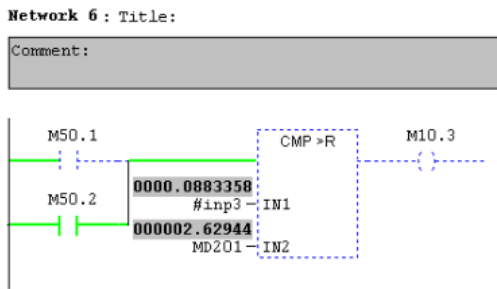 Network 6 : Title:
Comment:
M50.1
CMP >R
M10.3
0000.0883358
M50.2
#inp3 IN1
000002.62944
MD201 IN2